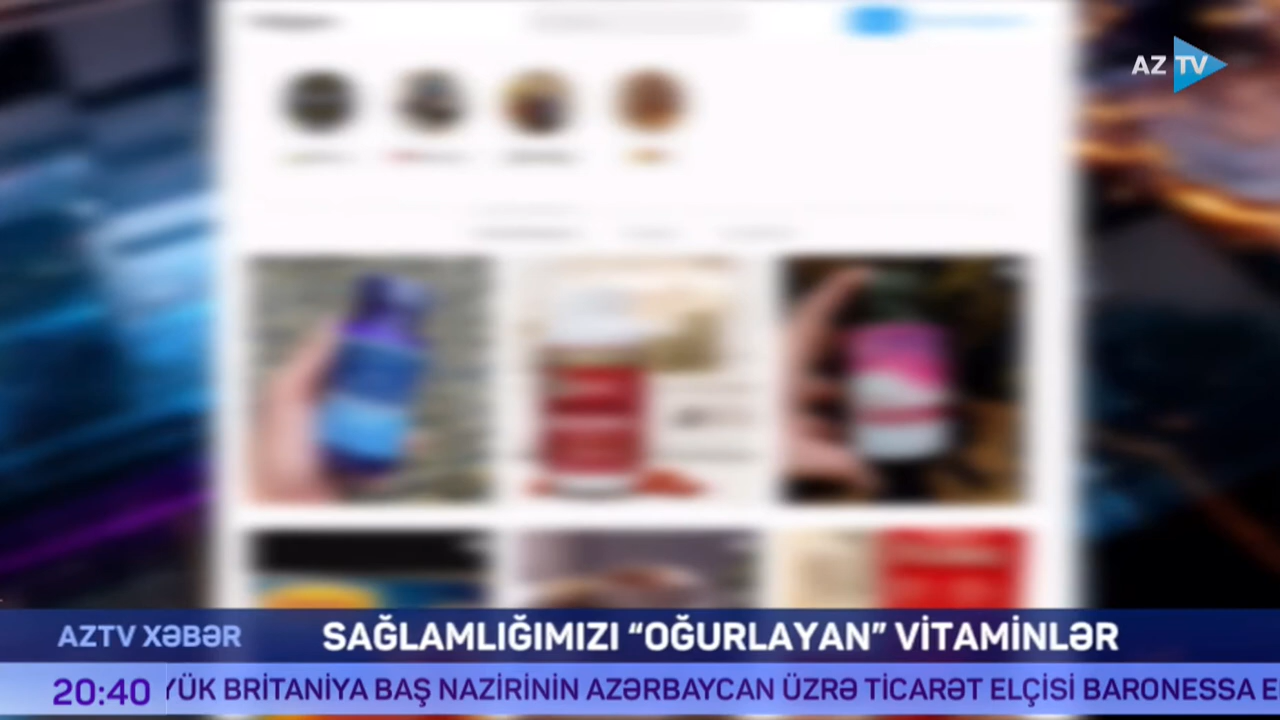 AZ TV
AZTV XƏBƏR
SAĞLAMLIĞIMIZI “OĞURLAYAN” VİTAMİNLƏR
20:40
YÜK BRİTANİYA BAŞ NAZİRİNİN AZƏRBAYCAN ÜZRƏ TİCARƏT ELÇİSİ BARONESSA E